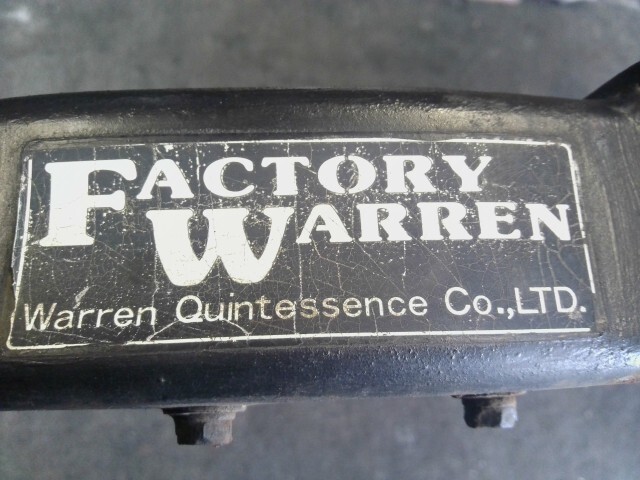 FACTORY
WARREN
Warren Quintessence Co.,LTD.